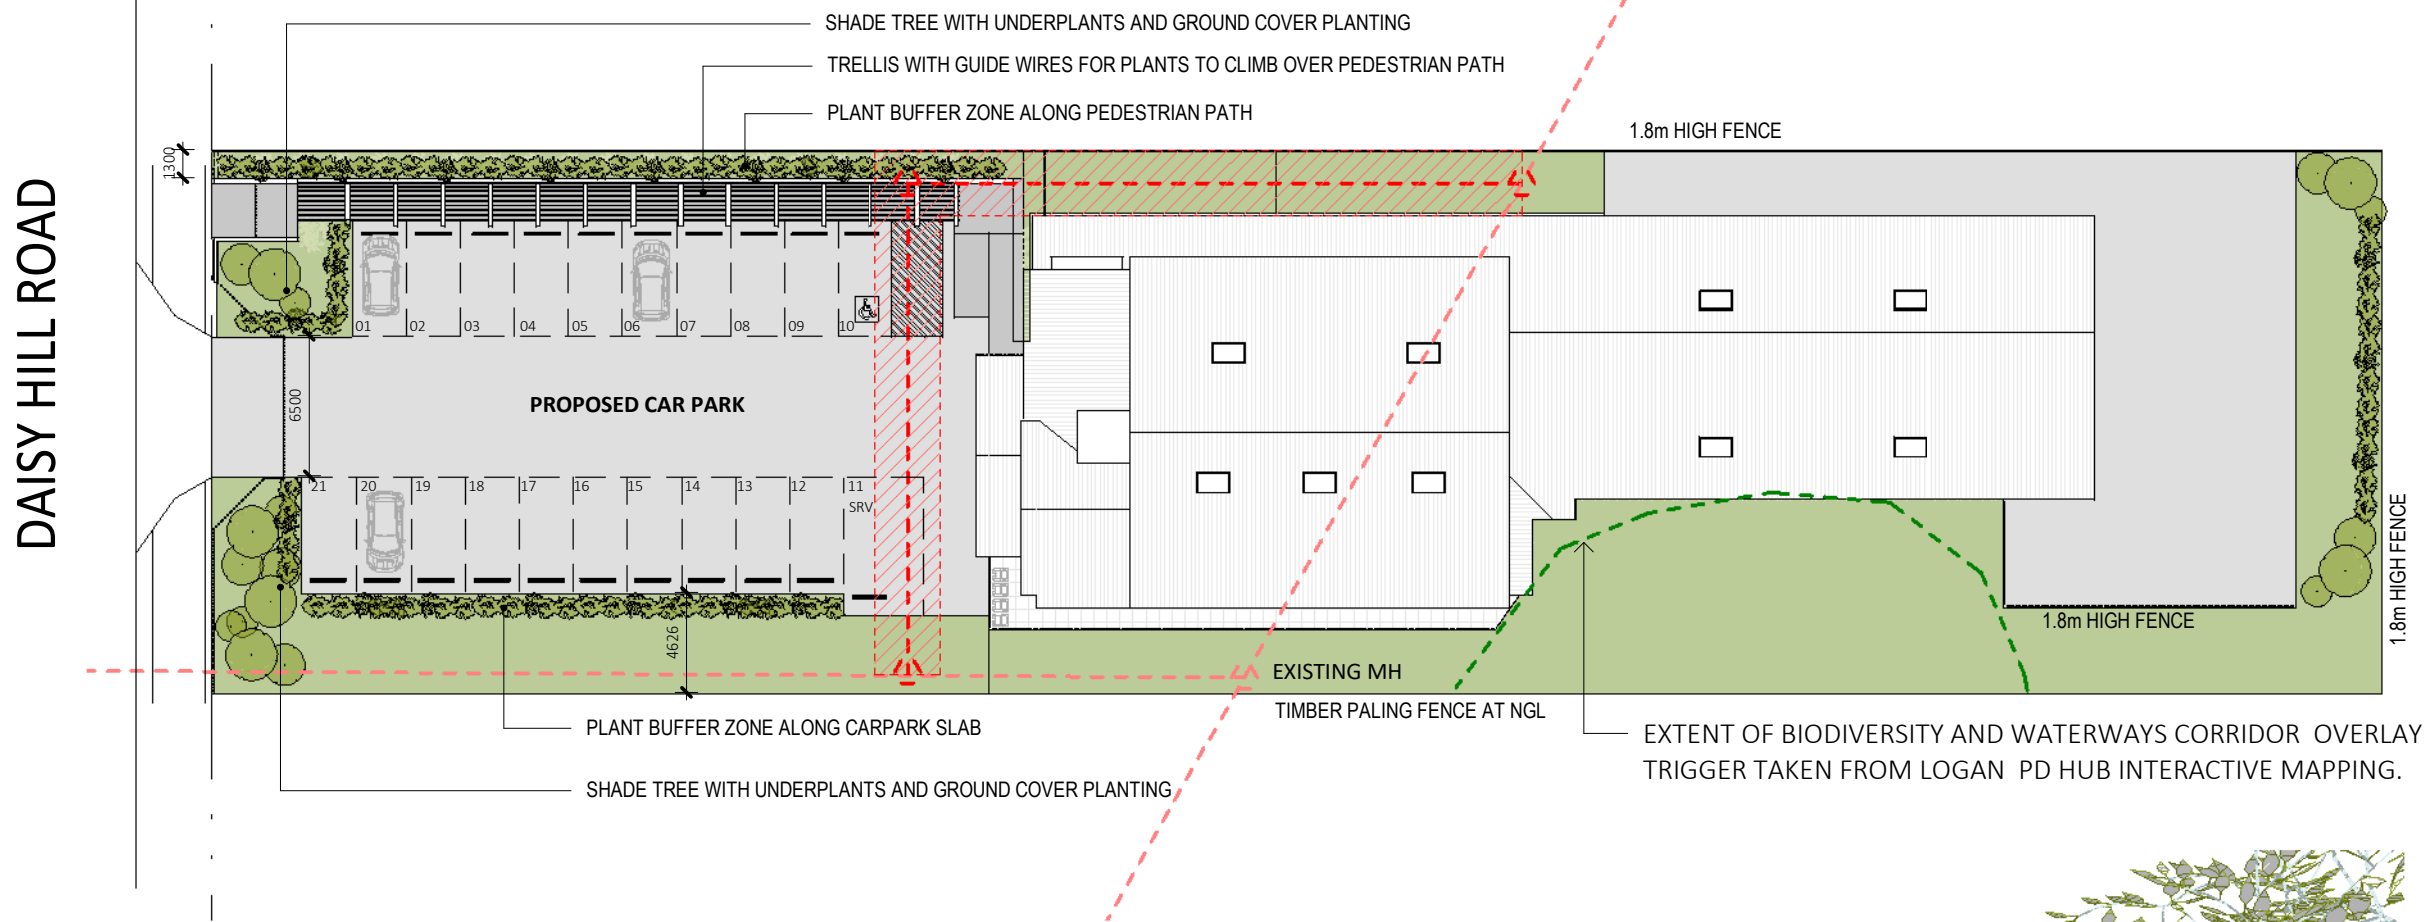 SHADE TREE WITH UNDERPLANTS AND GROUND COVER PLANTING
TRELLIS WITH GUIDE WIRES FOR PLANTS TO CLIMB OVER PEDESTRIAN PATH
PLANT BUFFER ZONE ALONG PEDESTRIAN PATH
1.8m HIGH FENCE
1300
DAISY HILL ROAD
01 02 03 04 05 06 07 08 09 10
6500
PROPOSED CAR PARK
21 20 19 18 17 16 15 14 13 12 11
SRV
4626
EXISTING MH
TIMBER PALING FENCE AT NGL
1.8m HIGH FENCE
1.8m HIGH FENCE
PLANT BUFFER ZONE ALONG CARPARK SLAB
SHADE TREE WITH UNDERPLANTS AND GROUND COVER PLANTING
EXTENT OF BIODIVERSITY AND WATERWAYS CORRIDOR OVERLAY
TRIGGER TAKEN FROM LOGAN PD HUB INTERACTIVE MAPPING.